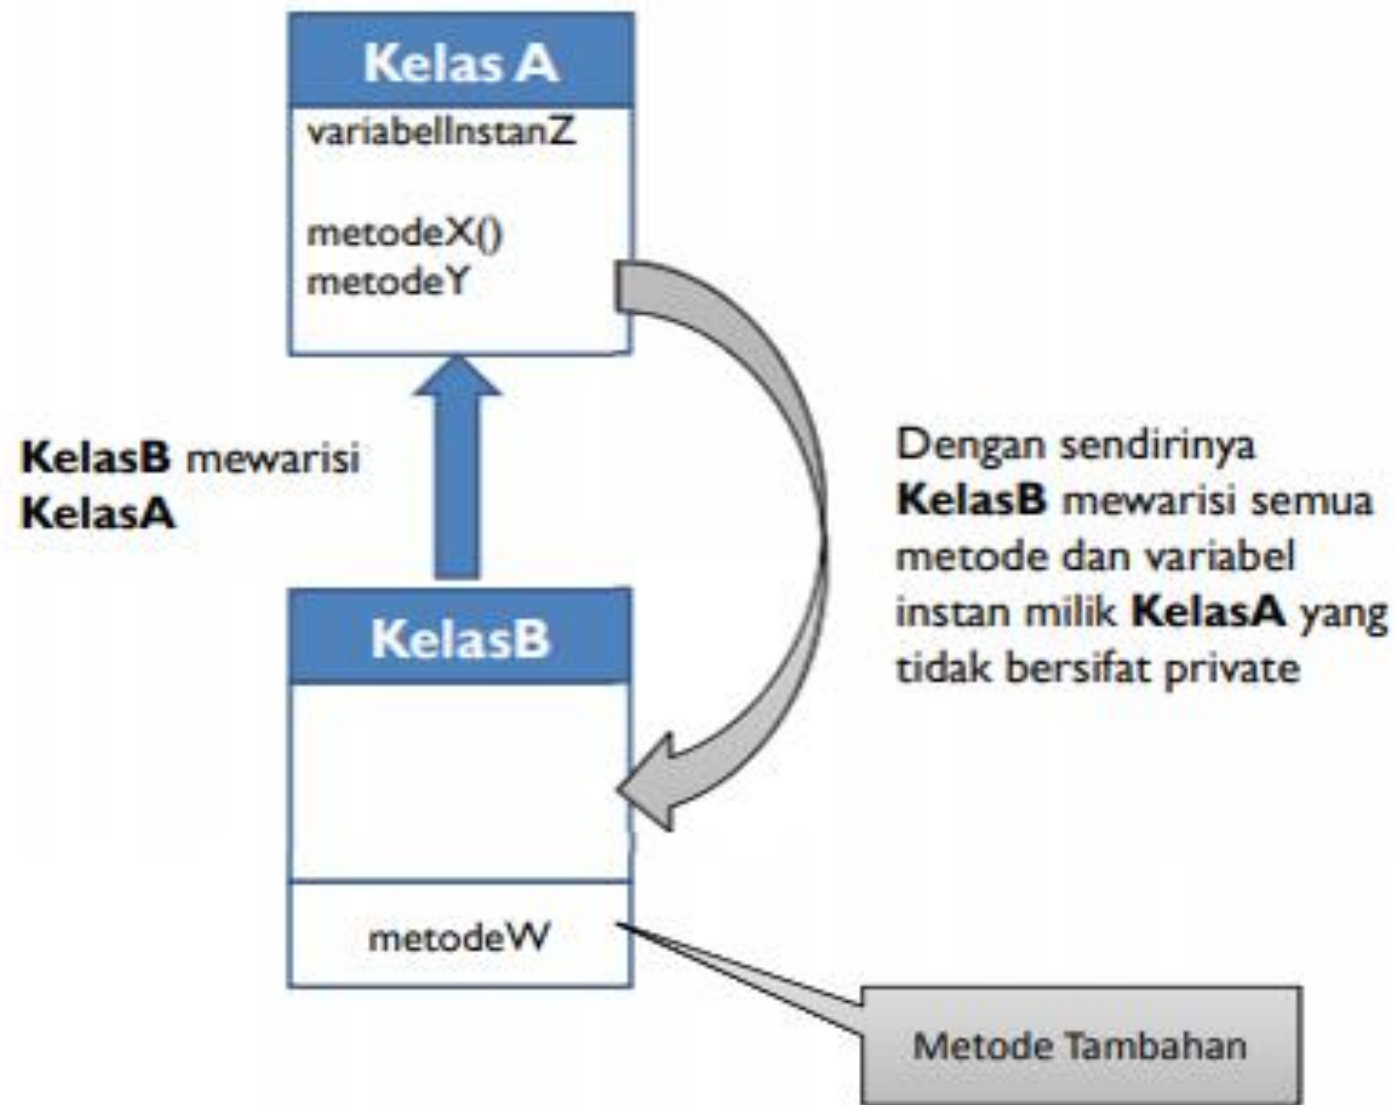 Kelas A
variabelInstanZ
metodeX()
metodeY
KelasB mewarisi
KelasA
Dengan sendirinya
KelasB mewarisi semua
metode dan variabel
instan milik KelasA yang
tidak bersifat private
KelasB
metodeW
Metode Tambahan